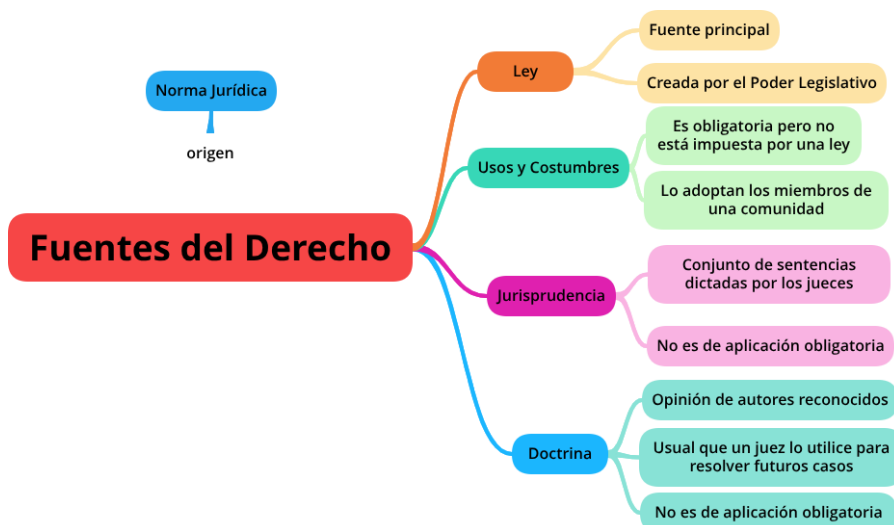 Norma Jurídica
origen
Fuentes del Derecho
Ley
Fuente principal
Creada por el Poder Legislativo
Usos y Costumbres
Es obligatoria pero no
está impuesta por una ley
Lo adoptan los miembros de
una comunidad
Jurisprudencia
Conjunto de sentencias
dictadas por los jueces
No es de aplicación obligatoria
Doctrina
Opinión de autores reconocidos
Usual que un juez lo utilice para
resolver futuros casos
No es de aplicación obligatoria